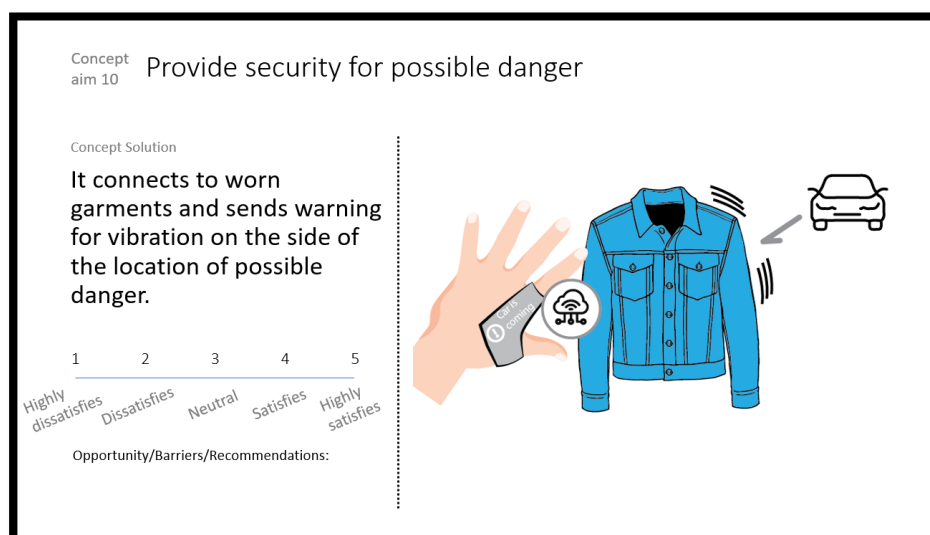 Concept
aim 10
Provide security for possible danger
Concept Solution
It connects to worn
garments and sends warning
for vibration on the side of
the location of possible
danger.
1 2 3 4 5
Highly
dissatisfies
Dissatisfies
Neutral
Satisfies
Highly
satisfies
Opportunity/Barriers/Recommendations:
Car is
coming